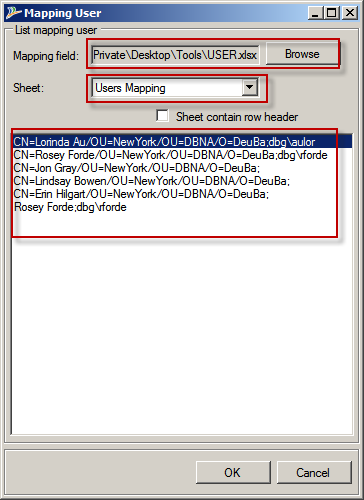 Mapping User
List mapping user
Mapping field: Private\Desktop\Tools\USER.xlsx Browse
Sheet: Users Mapping
Sheet contain row header
CN=Lorinda Au/OU=NewYork/OU=DBNA/O=DeuBa;dbg\aulor
CN=Rosey Forde/OU=NewYork/OU=DBNA/O=DeuBa;dbg\rforde
CN=Jon Gray/OU=NewYork/OU=DBNA/O=DeuBa;
CN=Lindsay Bowen/OU=NewYork/OU=DBNA/O=DeuBa;
CN=Erin Hilgart/OU=NewYork/OU=DBNA/O=DeuBa;
Rosey Forde;dbg\rforde
OK Cancel